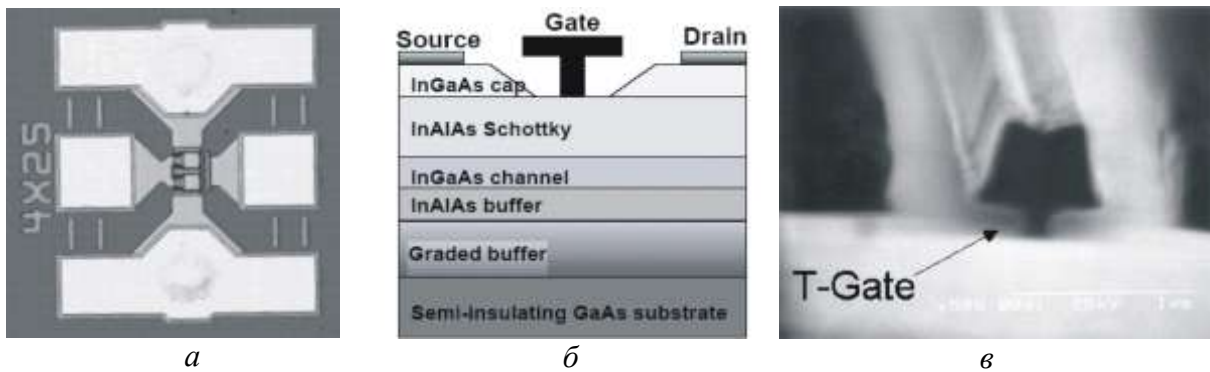 4X25
Source
Gate
Drain
InGaAs cap
InAlAs Schottky
InGaAs channel
InAlAs buffer
Graded buffer
Semi-insulating GaAs substrate
T-Gate
а
б
в